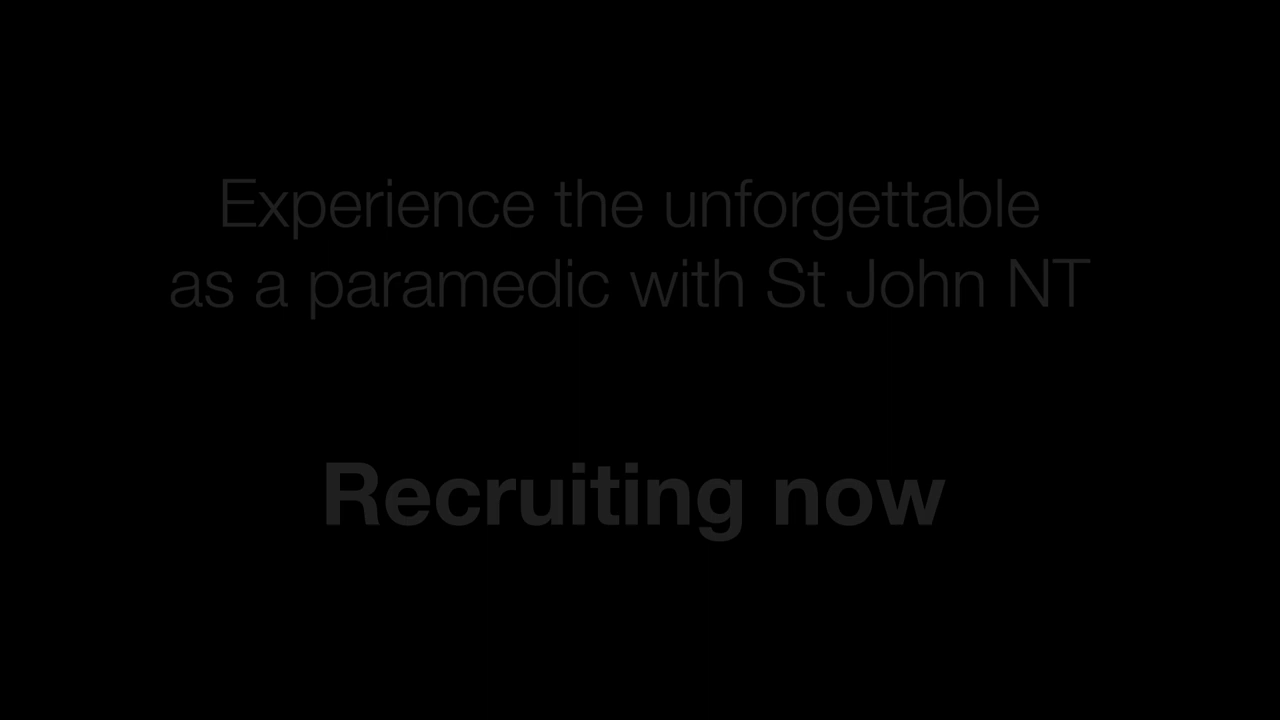 Experience the unforgettable
as a paramedic with St John NT
Recruiting now